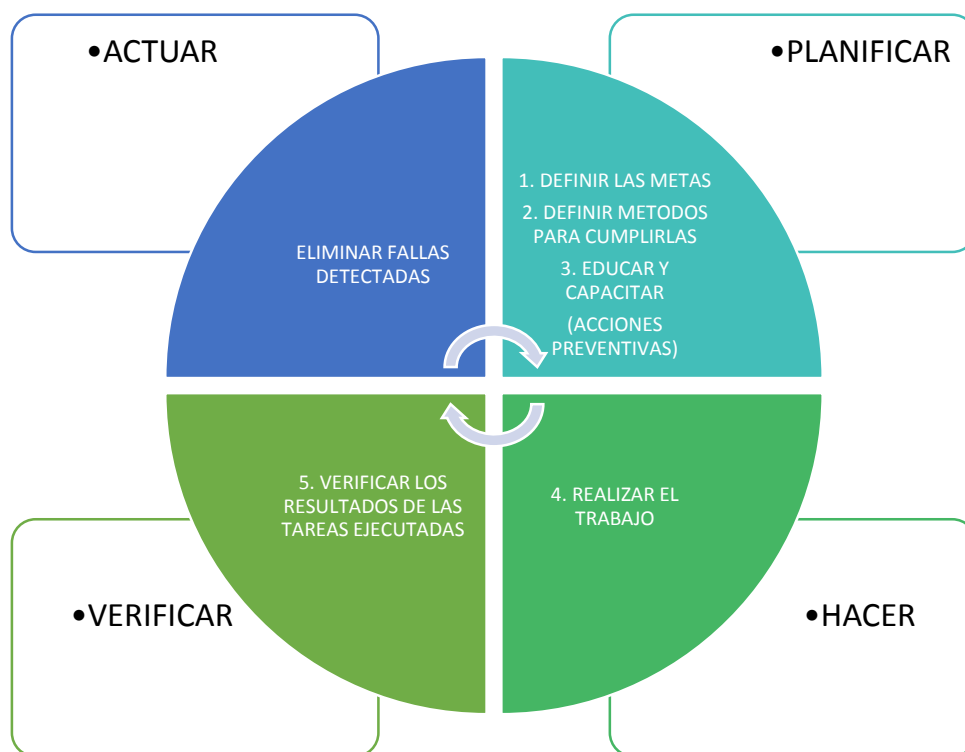 •ACTUAR
•PLANIFICAR
ELIMINAR FALLAS
DETECTADAS
1. DEFINIR LAS METAS
2. DEFINIR METODOS
PARA CUMPLIRLAS
3. EDUCAR Y
CAPACITAR
(ACCIONES
PREVENTIVAS)
5. VERIFICAR LOS
RESULTADOS DE LAS
TAREAS EJECUTADAS
4. REALIZAR EL
TRABAJO
•VERIFICAR
•HACER